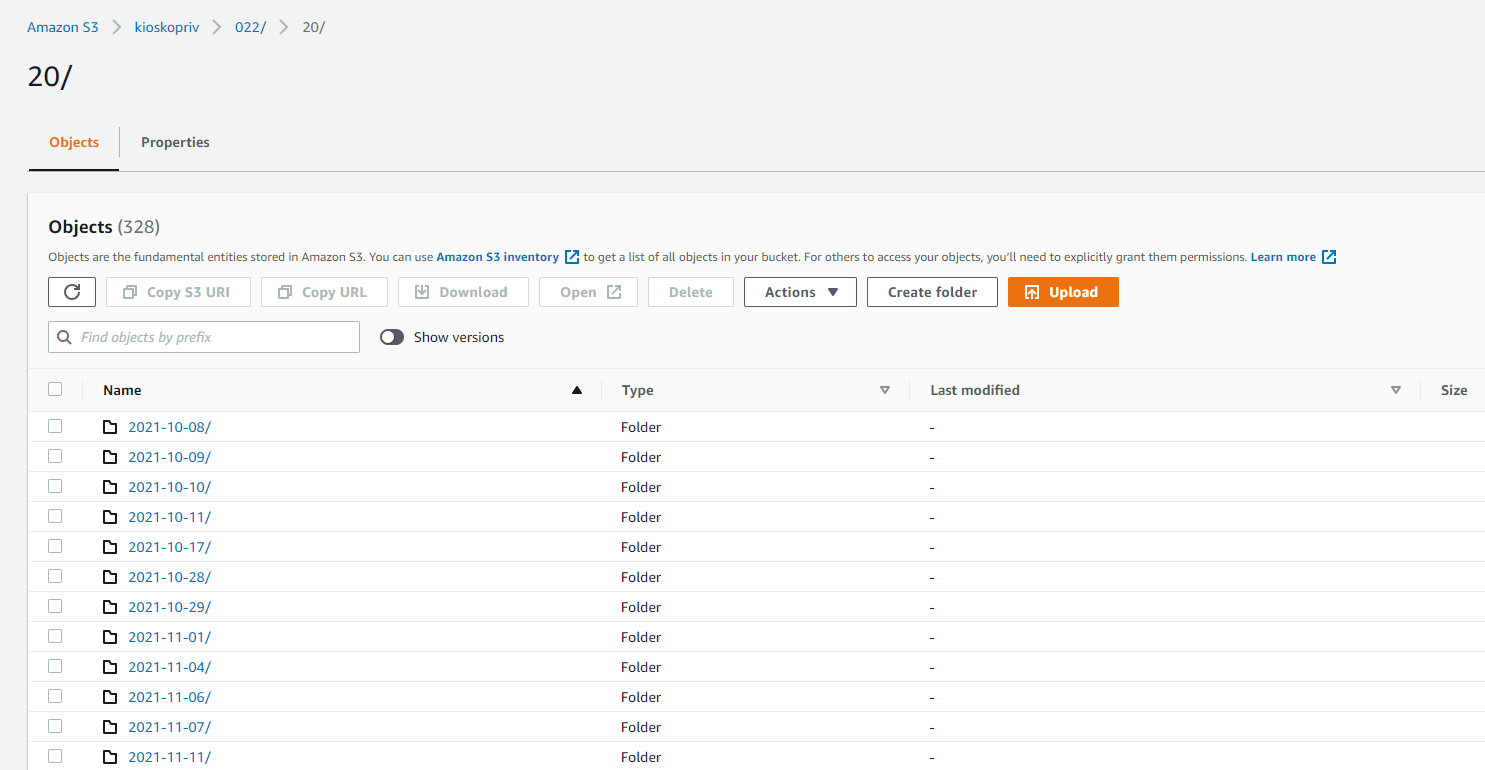 Amazon S3 > kioskopriv > 022/ > 20/
20/
Objects Properties
Objects (328)
Objects are the fundamental entities stored in Amazon S3. You can use Amazon S3 inventory to get a list of all objects in your bucket. For others to access your objects, you'll need to explicitly grant them permissions. Learn more
Copy S3 URI Copy URL Download Open Delete Actions Create folder Upload
Find objects by prefix Show versions
Name Type Last modified Size
2021-10-08/ Folder -
2021-10-09/ Folder -
2021-10-10/ Folder -
2021-10-11/ Folder -
2021-10-17/ Folder -
2021-10-28/ Folder -
2021-10-29/ Folder -
2021-11-01/ Folder -
2021-11-04/ Folder -
2021-11-06/ Folder -
2021-11-07/ Folder -
2021-11-11/ Folder -